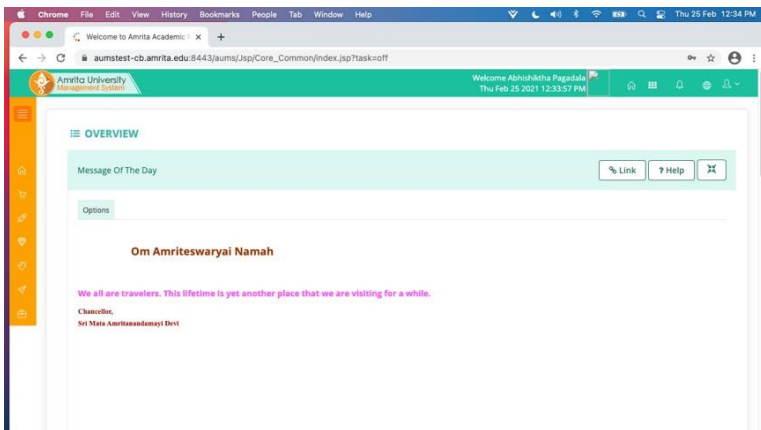 Chrome File Edit View History Bookmarks People Tab Window Help Thu 25 Feb 12:34 PM
Welcome to Amrita Academic
aumstest-cb.amrita.edu:8443/aums/Jsp/Core_Common/index.jsp?task=off
Amrita University
Management System
Welcome Abhishiktha Pagadala
Thu Feb 25 2021 12:33:57 PM
OVERVIEW
Message Of The Day
Link
? Help
Options
Om Amriteswaryai Namah
We all are travelers. This lifetime is yet another place that we are visiting for a while.
Chancellor,
Sri Mata Amritanandamayi Devi